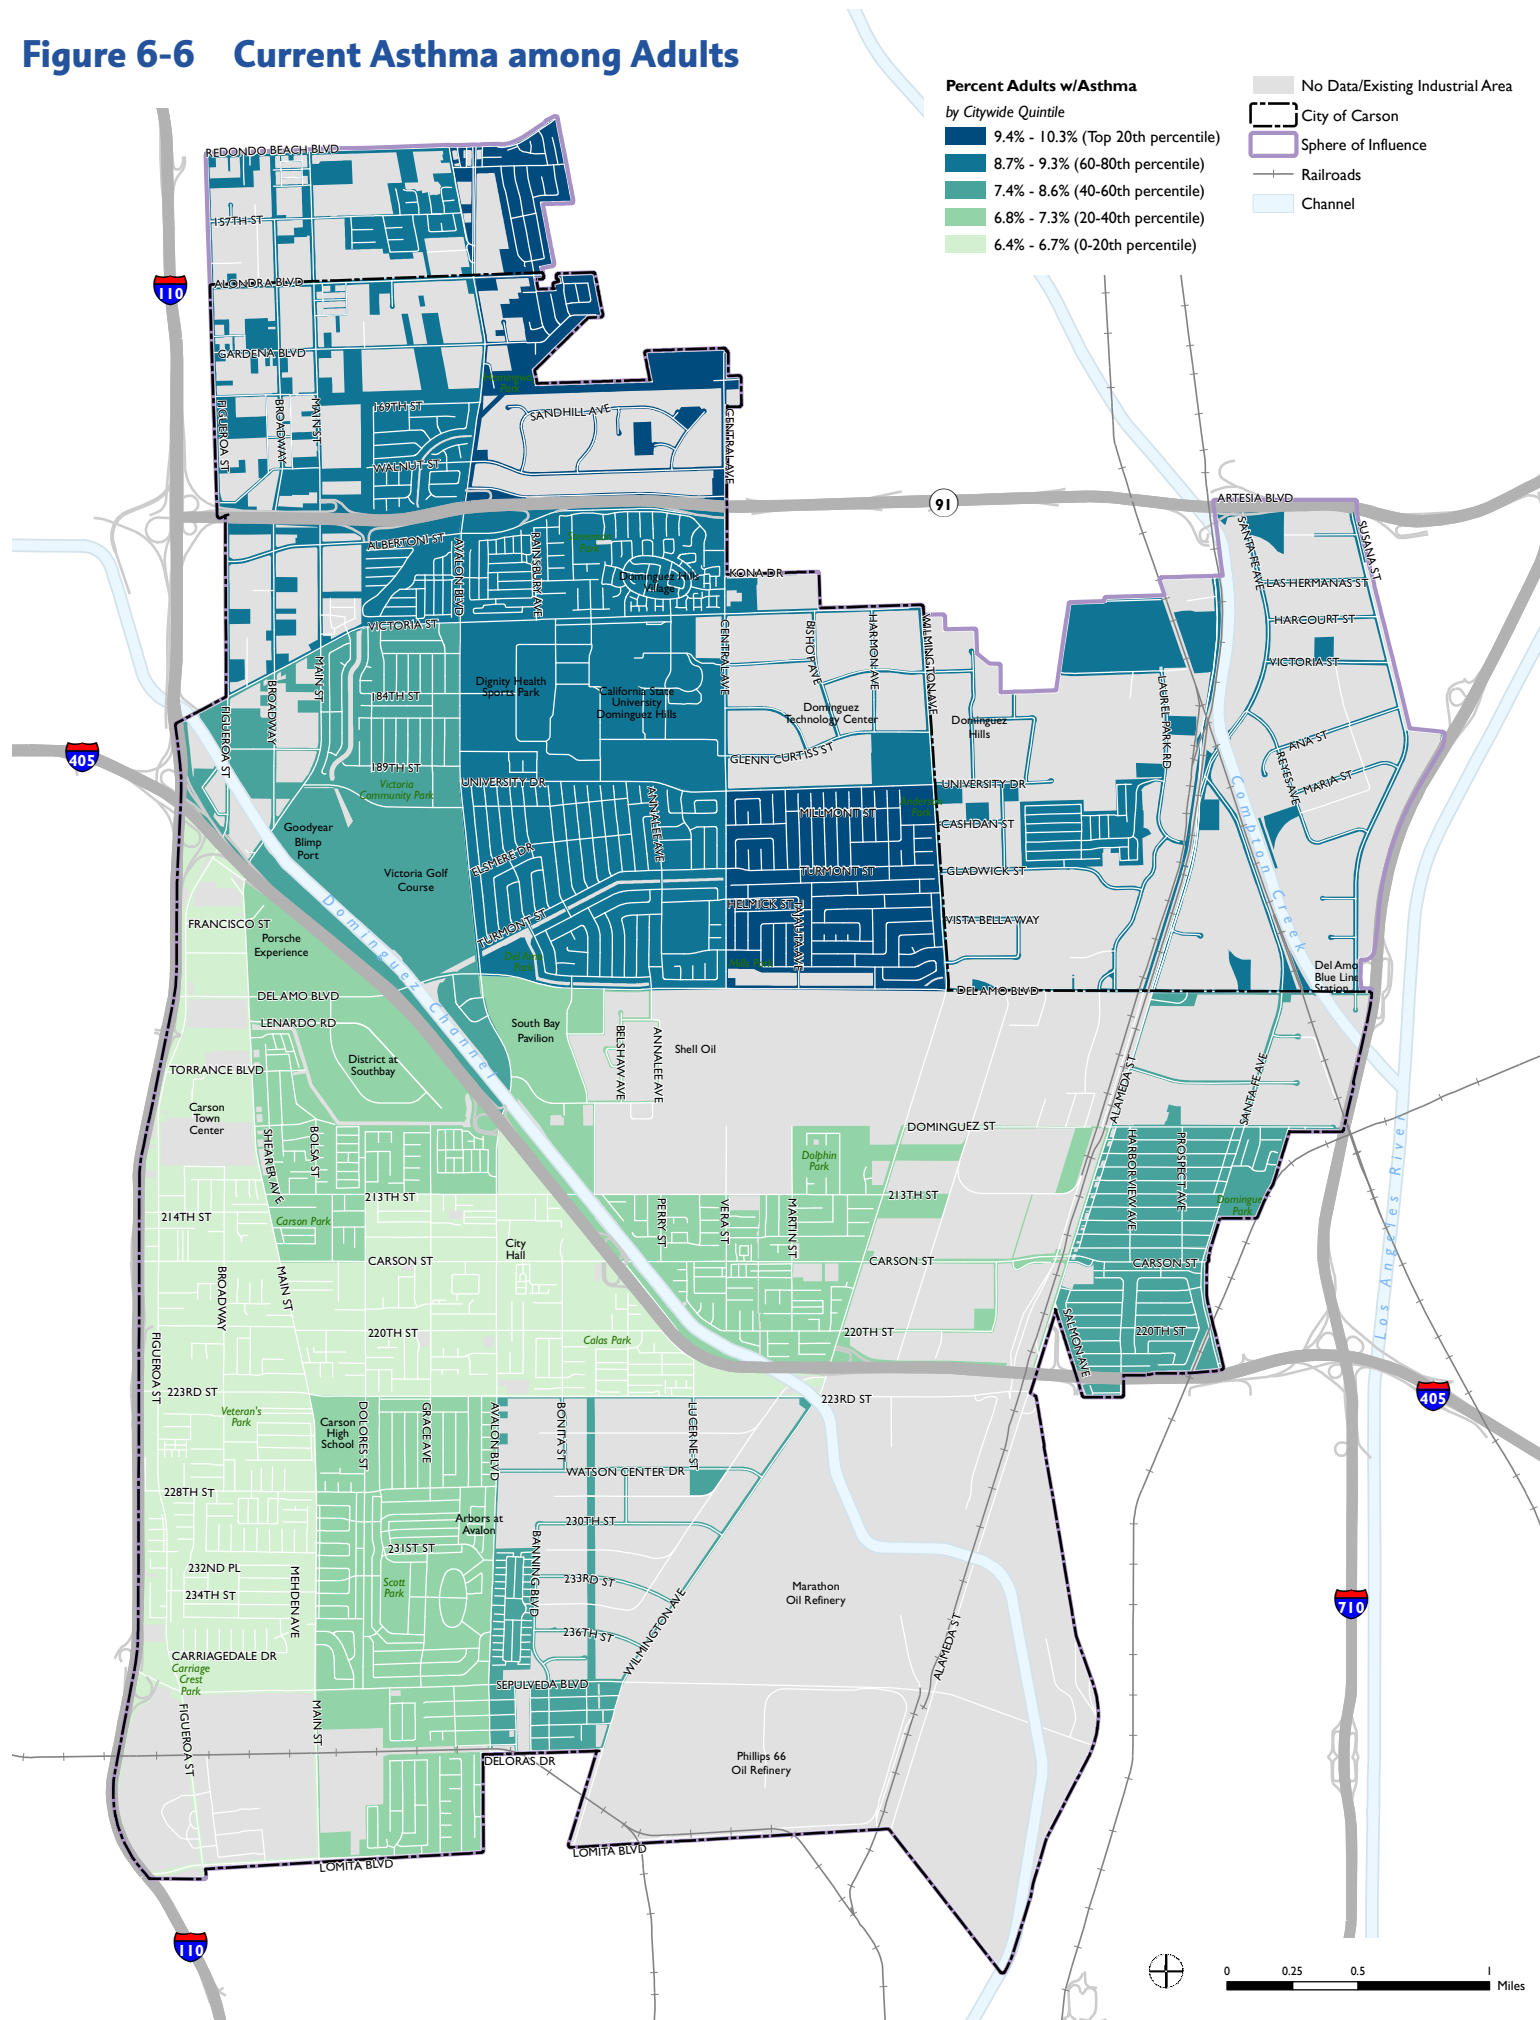 Figure 6-6 Current Asthma among Adults
Percent Adults w/Asthma
by Citywide Quintile
9.4% - 10.3% (Top 20th percentile)
8.7% - 9.3% (60-80th percentile)
7.4% - 8.6% (40-60th percentile)
6.8% - 7.3% (20-40th percentile)
6.4% - 6.7% (0-20th percentile)
No Data/Existing Industrial Area
City of Carson
Sphere of Influence
Railroads
Channel
REDONDO BEACH BLVD
157TH ST
110
ALONDRA BLVD
GARDENA BLVD
Park
169TH ST
SANDHILL AVE
FIGUEROA ST
BROADWAY
MAIN ST
CENTRAL AVE
WALNUT ST
91
ARTESIA BLVD
SANTA FE AVE
SUSANA ST
ALBERTONI ST
AVALON BLVD
RAINSBURY AVE
Stevenson
Park
Dominguez Hills
Village
KONA DR
LAS HERMANAS ST
HARCOURT ST
VICTORIA ST
VICTORIA ST
MAIN ST
CENTRAL AVE
BISHOP AVE
HARMON AVE
WILMINGTON AVE
184TH ST
Dignity Health
Sports Park
California State
University
Dominguez Hills
Dominguez
Technology Center
Dominguez
Hills
LAUREL PARK RD
FIGUEROA ST
BROADWAY
405
189TH ST
Victoria
Community Park
UNIVERSITY DR
GLENN CURTISS ST
UNIVERSITY DR
ANA ST
REYES AVE
MARIA ST
Compton Creek
Goodyear
Blimp
Port
Victoria Golf
Course
ELSMERE DR
ANNALEE AVE
MILLMONT ST
Anderson
Park
CASHDAN ST
TURMONT ST
GLADWICK ST
HELMICK ST
TAJAUTA AVE
VISTA BELLA WAY
TURMONT ST
Del Amo
Park
Mills Park
FRANCISCO ST
Porsche
Experience
Dominguez Channel
DEL AMO BLVD
DEL AMO BLVD
Del Amo
Blue Line
Station
LENARDO RD
South Bay
Pavilion
BELSHAW AVE
ANNALEE AVE
Shell Oil
District at
Southbay
TORRANCE BLVD
Carson
Town
Center
ALAMEDA ST
SANTA FE AVE
SHEARER AVE
BOLSA ST
DOMINGUEZ ST
Dolphin
Park
HARBOR VIEW AVE
PROSPECT AVE
Los Angeles River
213TH ST
213TH ST
214TH ST
Carson Park
PERRY ST
VERA ST
MARTIN ST
Park
City
Hall
CARSON ST
CARSON ST
CARSON ST
BROADWAY
MAIN ST
220TH ST
Calas Park
220TH ST
220TH ST
SALMON AVE
FIGUEROA ST
223RD ST
223RD ST
405
Veteran's
Park
Carson
High
School
DOLORES ST
GRACE AVE
AVALON BLVD
BONITA ST
LUCERNE ST
WATSON CENTER DR
228TH ST
Arbors at
Avalon
230TH ST
231ST ST
BANNING BLVD
232ND PL
234TH ST
MEHDEN AVE
Scott
Park
233RD ST
Marathon
Oil Refinery
710
236TH ST
WILMINGTON AVE
ALAMEDA ST
CARRIAGEDALE DR
Carriage
Crest
Park
SEPULVEDA BLVD
FIGUEROA ST
MAIN ST
DELORAS DR
Phillips 66
Oil Refinery
LOMITA BLVD
LOMITA BLVD
110
0 0.25 0.5 1
Miles